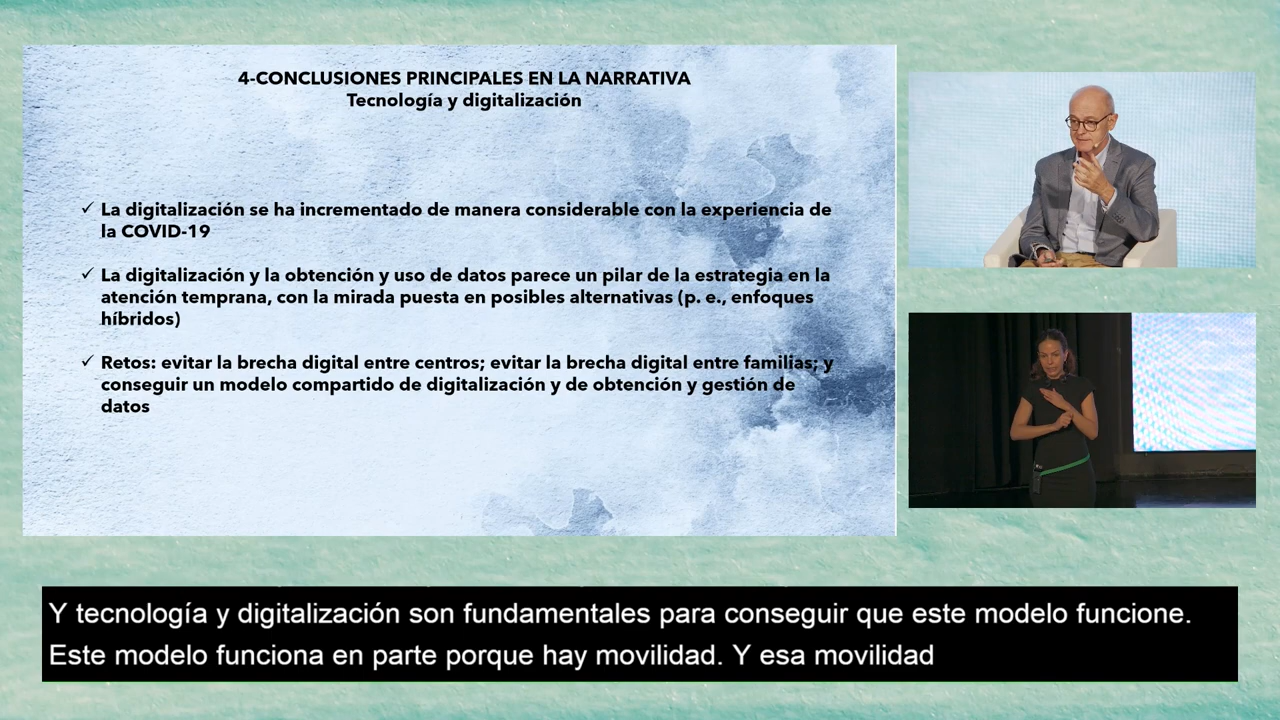 4-CONCLUSIONES PRINCIPALES EN LA NARRATIVA
Tecnología y digitalización
✓ La digitalización se ha incrementado de manera considerable con la experiencia de
la COVID-19
✓ La digitalización y la obtención y uso de datos parece un pilar de la estrategia en la
atención temprana, con la mirada puesta en posibles alternativas (p. e., enfoques
híbridos)
✓ Retos: evitar la brecha digital entre centros; evitar la brecha digital entre familias; y
conseguir un modelo compartido de digitalización y de obtención y gestión de
datos
Y tecnología y digitalización son fundamentales para conseguir que este modelo funcione.
Este modelo funciona en parte porque hay movilidad. Y esa movilidad